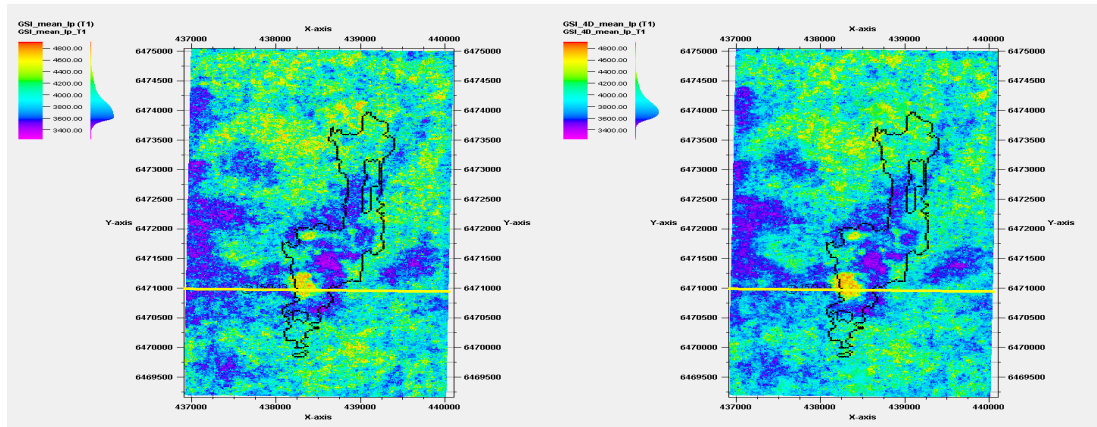 GSI_mean_Ip (T1)
GSI_mean_Ip_T1
4800.00
4600.00
4400.00
4200.00
4000.00
3800.00
3600.00
3400.00
X-axis
437000 438000 439000 440000
6475000 6475000
6474500 6474500
6474000 6474000
6473500 6473500
6473000 6473000
6472500 6472500
Y-axis Y-axis
6472000 6472000
6471500 6471500
6471000 6471000
6470500 6470500
6470000 6470000
6469500 6469500
437000 438000 439000 440000
X-axis
GSI_4D_mean_Ip (T1)
GSI_4D_mean_Ip_T1
4800.00
4600.00
4400.00
4200.00
4000.00
3800.00
3600.00
3400.00
X-axis
437000 438000 439000 440000
6475000 6475000
6474500 6474500
6474000 6474000
6473500 6473500
6473000 6473000
6472500 6472500
Y-axis Y-axis
6472000 6472000
6471500 6471500
6471000 6471000
6470500 6470500
6470000 6470000
6469500 6469500
437000 438000 439000 440000
X-axis